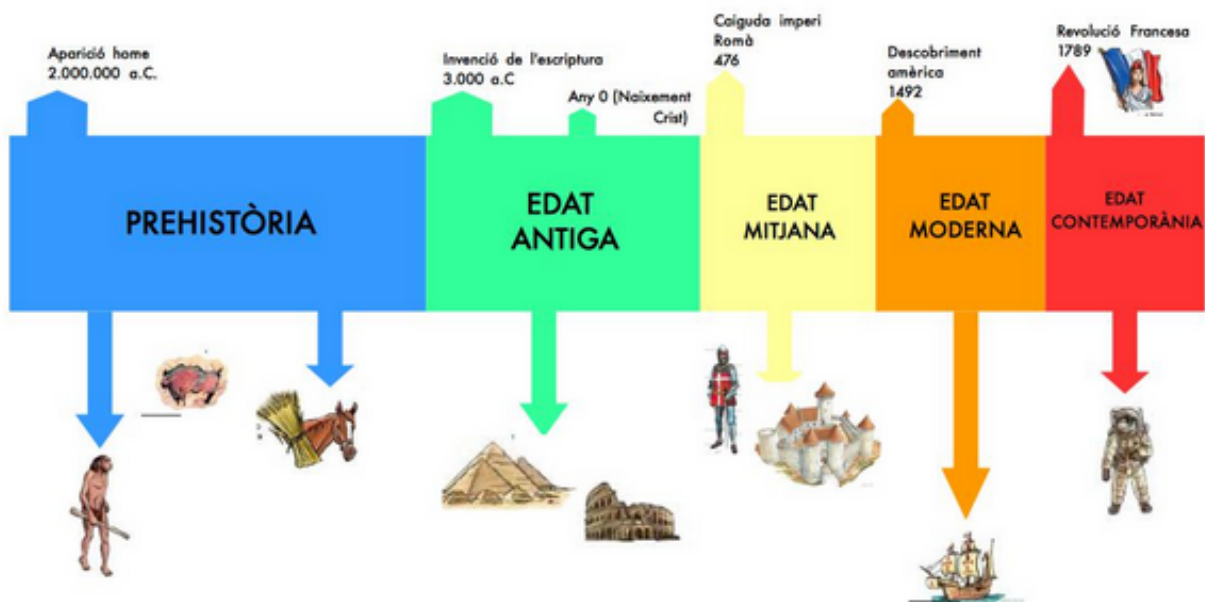 Aparició home
2.000.000 a.C.
Invenció de l'escriptura
3.000 a.C
Any 0 (Naixement
Crist)
Caiguda imperi
Romà
476
Descobriment
amèrica
1492
Revolució Francesa
1789
PREHISTÒRIA
EDAT
ANTIGA
EDAT
MITJANA
EDAT
MODERNA
EDAT
CONTEMPORÀNIA